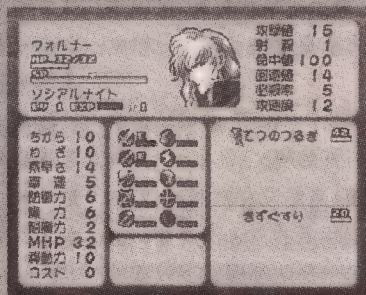 フォルナー
ソシアルナイト
攻撃値 15
射程 1
命中値 100
回避値 14
必殺率 5
攻速度 12
ちから 10
わざ 10
素早さ 14
幸運 5
防御力 6
魔力 6
耐魔力 2
MHP 32
移動力 10
コスト 0
てつのつるぎ 42
きずぐすり 20